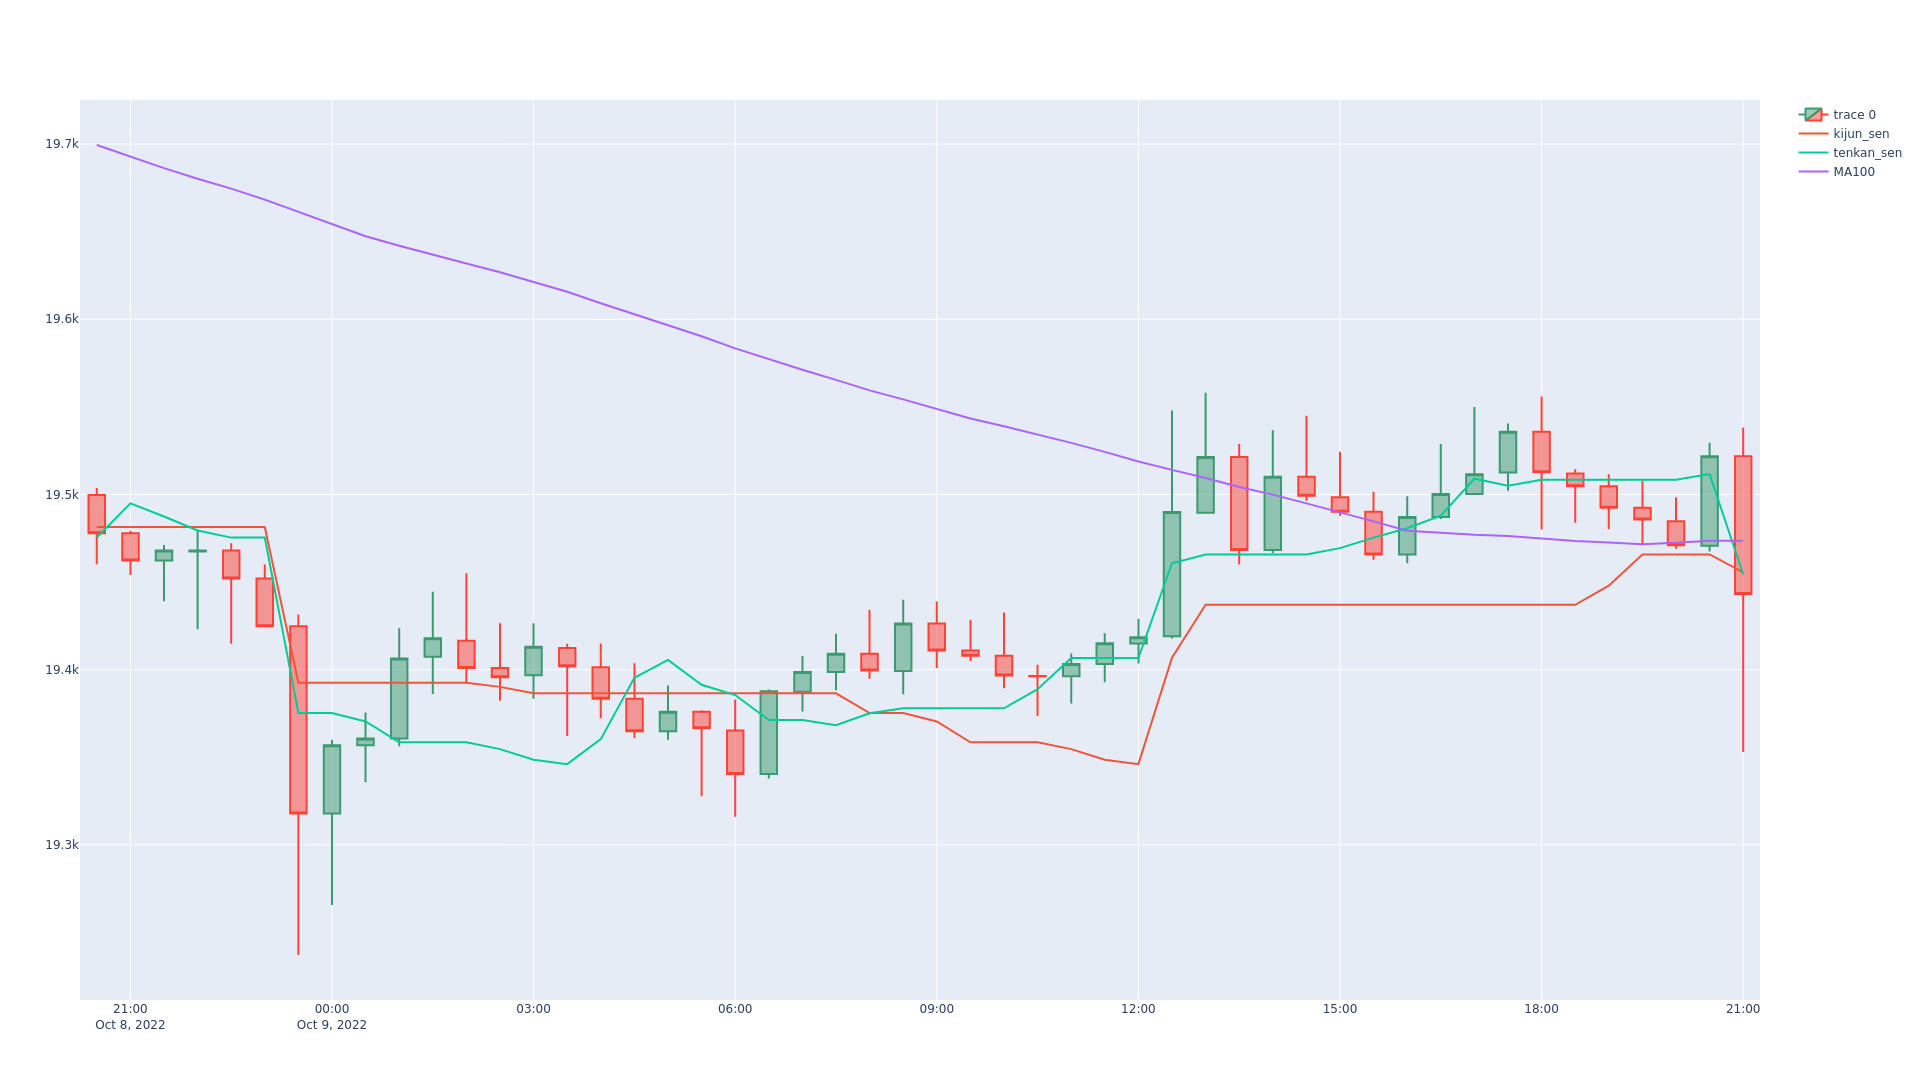 19.7k
19.6k
19.5k
19.4k
19.3k
21:00
Oct 8, 2022
00:00
Oct 9, 2022
03:00
06:00
09:00
12:00
15:00
18:00
21:00
trace 0
kijun_sen
tenkan_sen
MA100